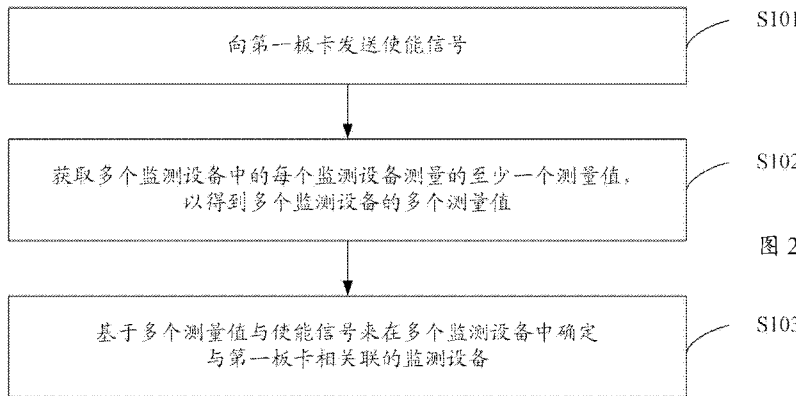 向第一板卡发送使能信号
S101
获取多个监测设备中的每个监测设备测量的至少一个测量值，
以得到多个监测设备的多个测量值
S102
图 2
基于多个测量值与使能信号来在多个监测设备中确定
与第一板卡相关联的监测设备
S103